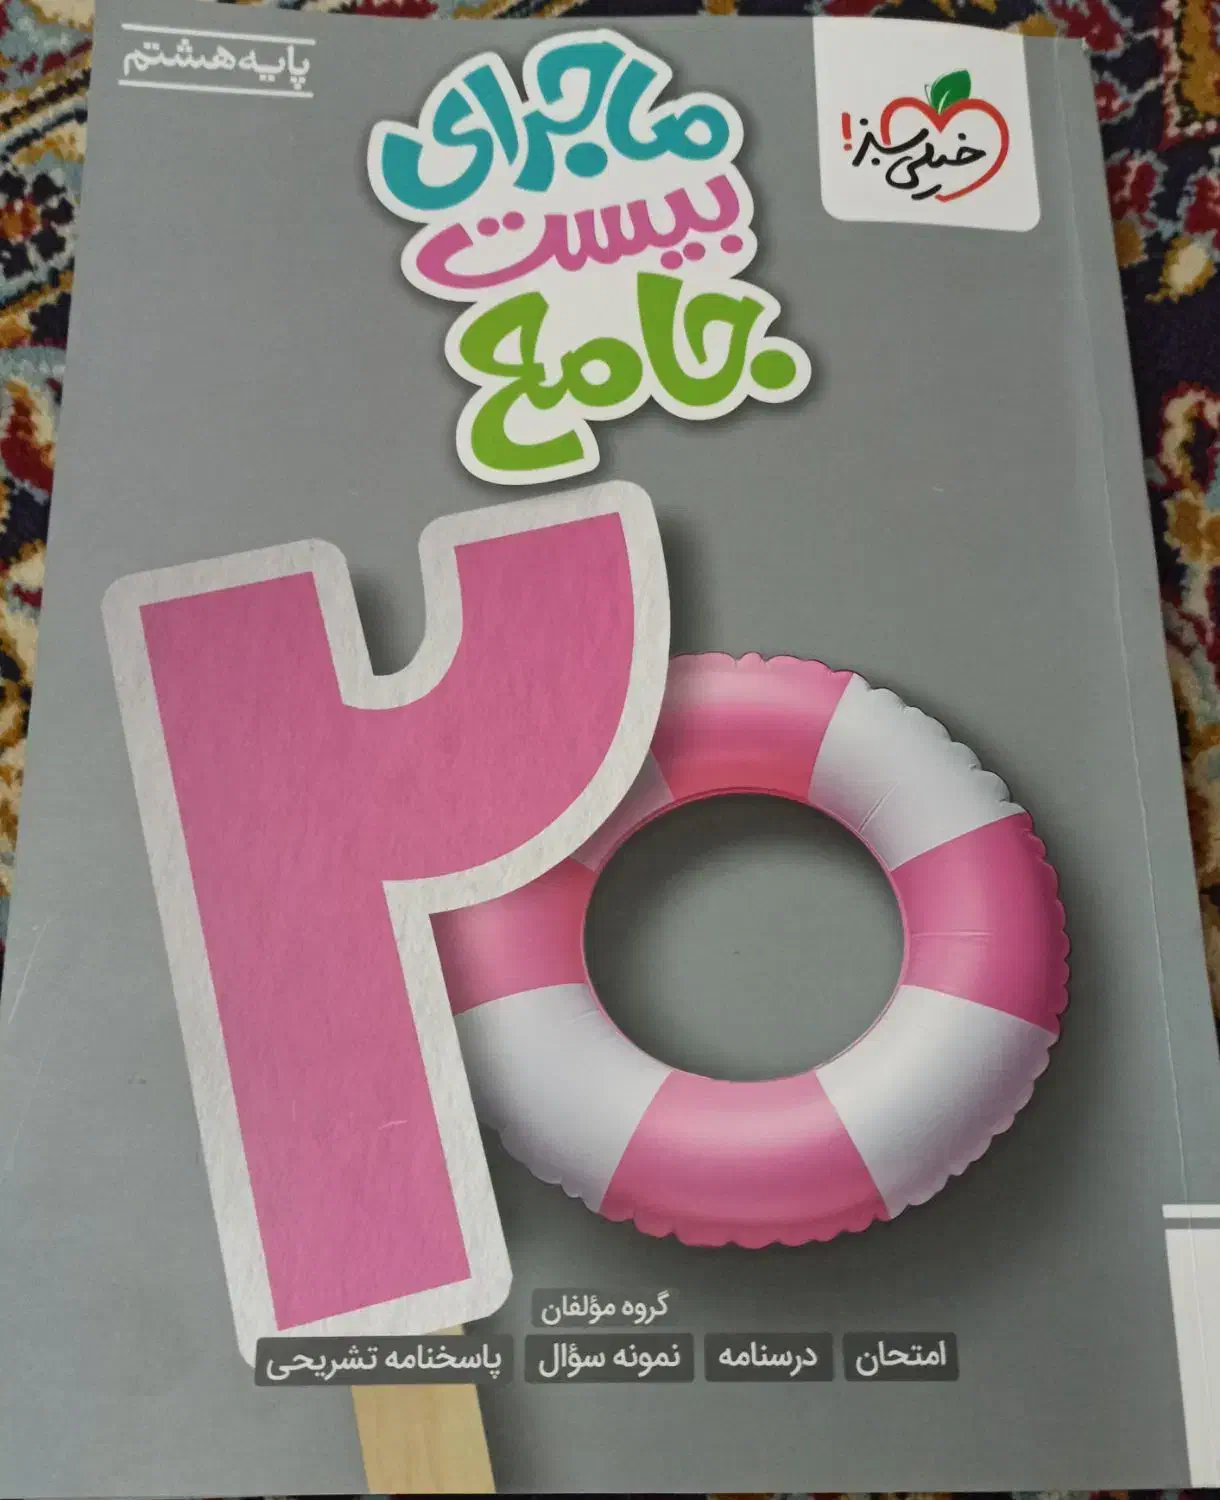 پایه هشتم
خیلی سبز!
ماجرای
بیست
جامع
۲۰
گروه مؤلفان
امتحان درسنامه نمونه سؤال پاسخنامه تشریحی